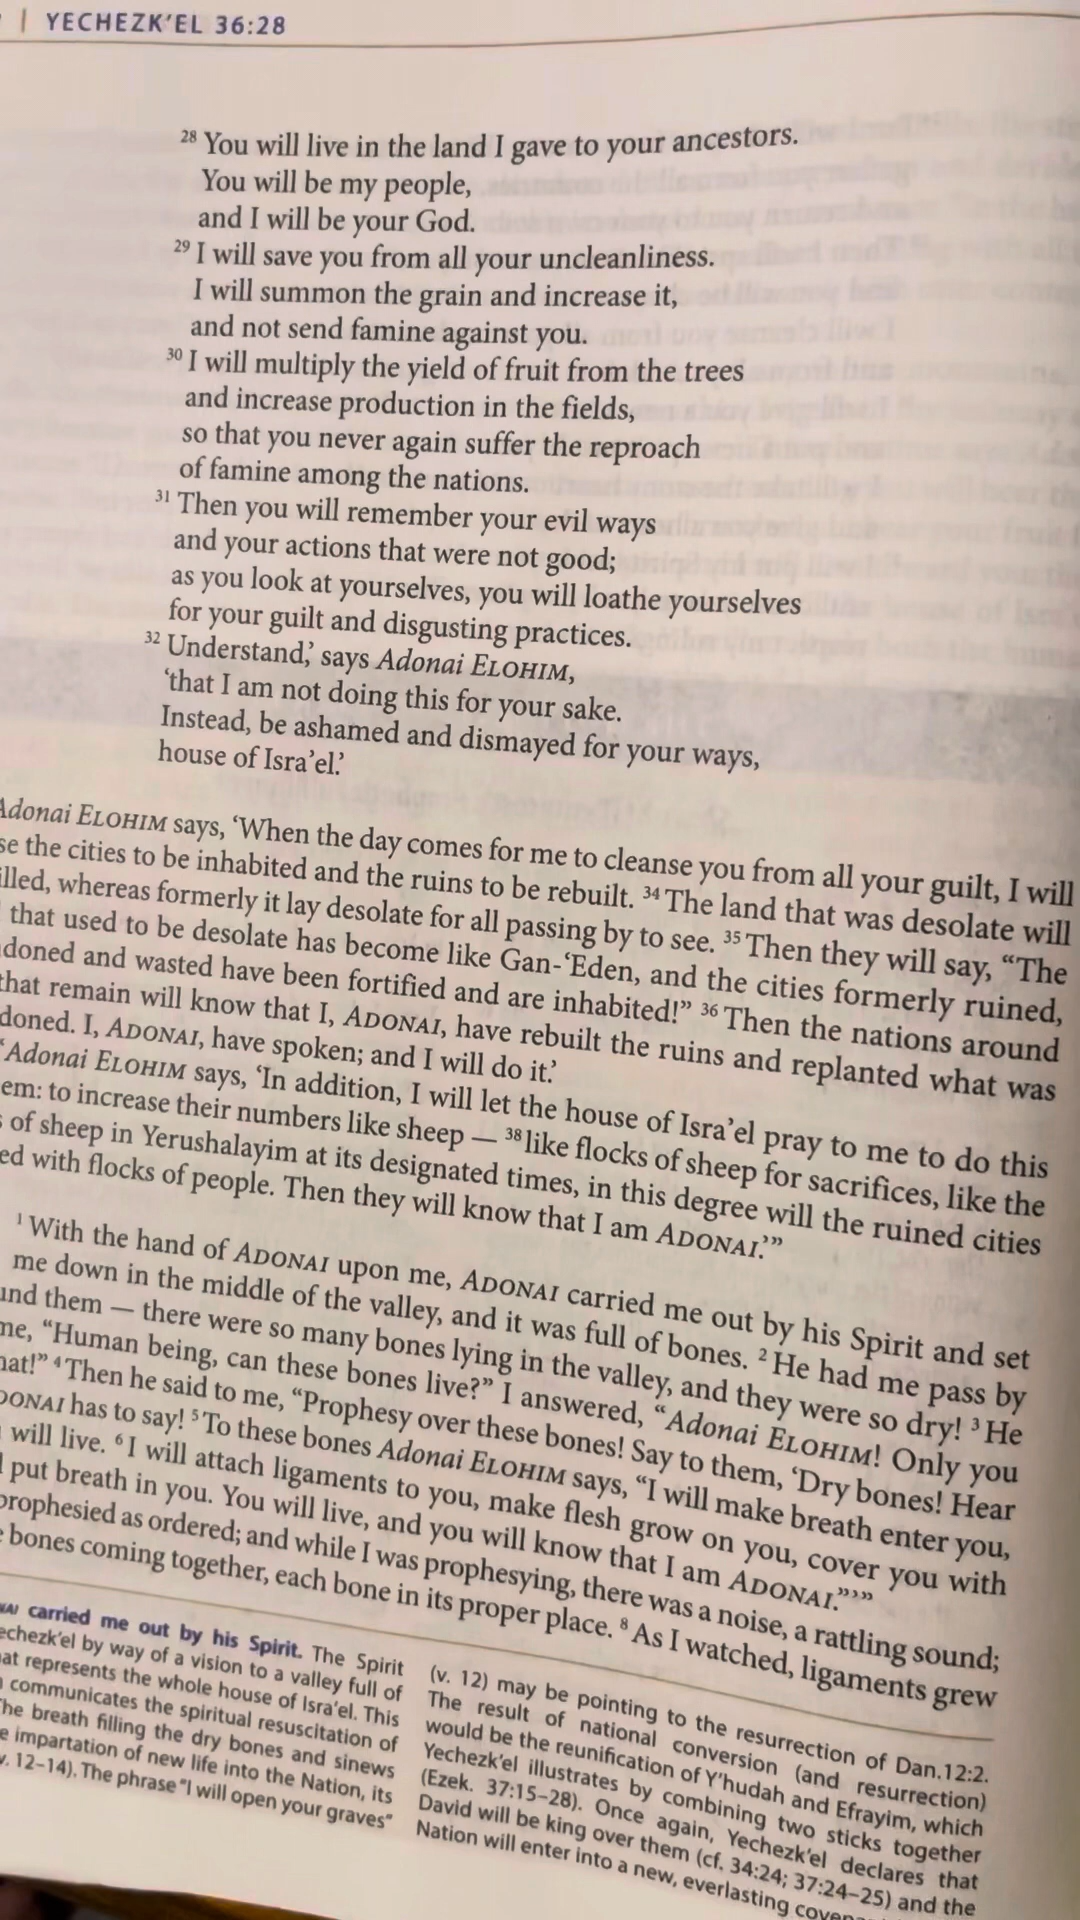 | YECHEZK'EL 36:28
28 You will live in the land I gave to your ancestors.
You will be my people,
and I will be your God.
29 I will save you from all your uncleanliness.
I will summon the grain and increase it,
and not send famine against you.
30 I will multiply the yield of fruit from the trees
and increase production in the fields,
so that you never again suffer the reproach
of famine among the nations.
31 Then you will remember your evil ways
and your actions that were not good;
as you look at yourselves, you will loathe yourselves
for your guilt and disgusting practices.
32 Understand,' says Adonai ELOHIM,
'that I am not doing this for your sake.
Instead, be ashamed and dismayed for your ways,
house of Isra'el.'
Adonai ELOHIM says, 'When the day comes for me to cleanse you from all your guilt, I will
se the cities to be inhabited and the ruins to be rebuilt. 34 The land that was desolate will
illed, whereas formerly it lay desolate for all passing by to see. 35 Then they will say, "The
that used to be desolate has become like Gan-'Eden, and the cities formerly ruined,
doned and wasted have been fortified and are inhabited!" 36 Then the nations around
that remain will know that I, ADONAI, have rebuilt the ruins and replanted what was
doned. I, ADONAI, have spoken; and I will do it.'
"Adonai ELOHIM says, 'In addition, I will let the house of Isra'el pray to me to do this
em: to increase their numbers like sheep — 38 like flocks of sheep for sacrifices, like the
s of sheep in Yerushalayim at its designated times, in this degree will the ruined cities
ed with flocks of people. Then they will know that I am ADONAI.'"
1 With the hand of ADONAI upon me, ADONAI carried me out by his Spirit and set
me down in the middle of the valley, and it was full of bones. 2 He had me pass by
und them — there were so many bones lying in the valley, and they were so dry! 3 He
me, "Human being, can these bones live?" I answered, "Adonai ELOHIM! Only you
hat!" 4 Then he said to me, "Prophesy over these bones! Say to them, 'Dry bones! Hear
DONAI has to say! 5 To these bones Adonai ELOHIM says, "I will make breath enter you,
will live. 6 I will attach ligaments to you, make flesh grow on you, cover you with
put breath in you. You will live, and you will know that I am ADONAI."'"
prophesied as ordered; and while I was prophesying, there was a noise, a rattling sound;
bones coming together, each bone in its proper place. 8 As I watched, ligaments grew
NAI carried me out by his Spirit. The Spirit
echezk'el by way of a vision to a valley full of
at represents the whole house of Isra'el. This
communicates the spiritual resuscitation of
he breath filling the dry bones and sinews
e impartation of new life into the Nation, its
v. 12–14). The phrase "I will open your graves"
(v. 12) may be pointing to the resurrection of Dan.12:2.
The result of national conversion (and resurrection)
would be the reunification of Y'hudah and Efrayim, which
Yechezk'el illustrates by combining two sticks together
(Ezek. 37:15–28). Once again, Yechezk'el declares that
David will be king over them (cf. 34:24; 37:24–25) and the
Nation will enter into a new, everlasting coven